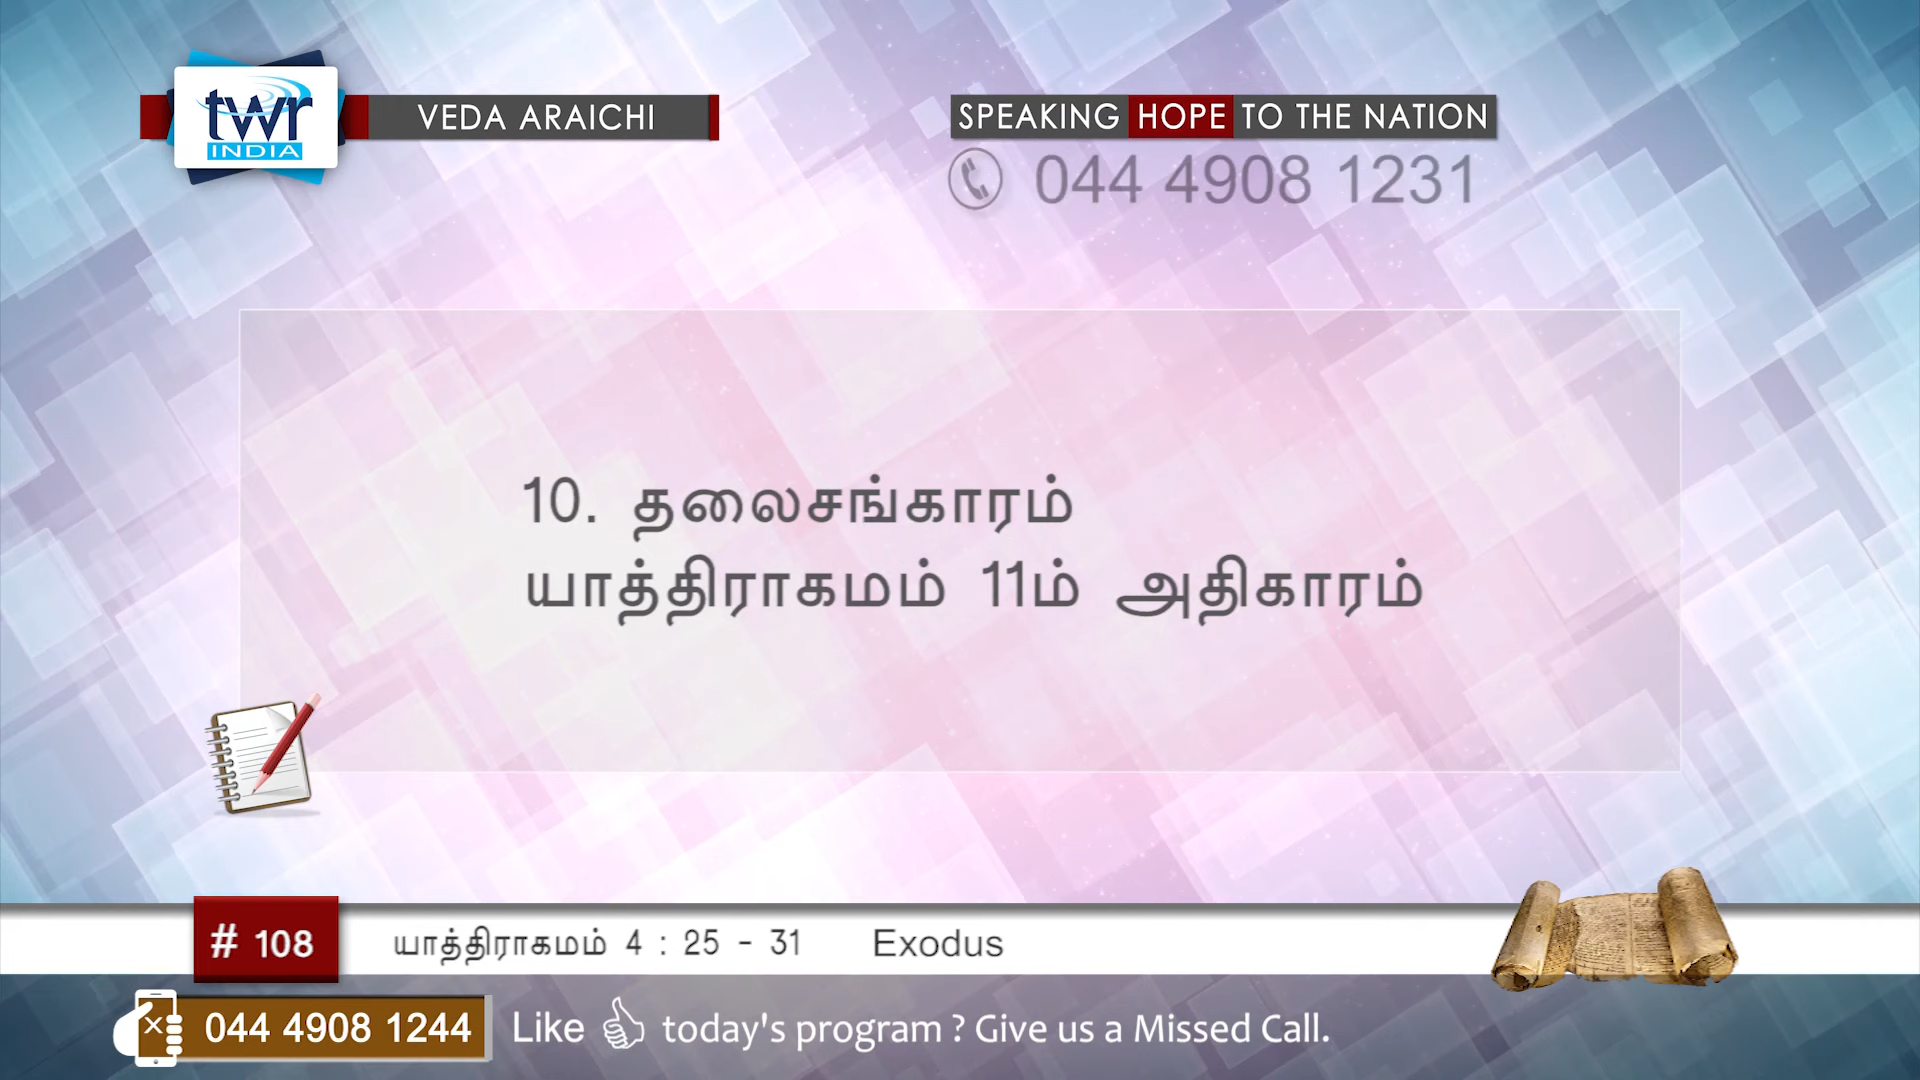 twr
INDIA
VEDA ARAICHI
SPEAKING HOPE TO THE NATION
044 4908 1231
10. தலைசங்காரம்
யாத்திராகமம் 11ம் அதிகாரம்
# 108
யாத்திராகமம் 4 : 25 - 31 Exodus
044 4908 1244
Like today's program ? Give us a Missed Call.